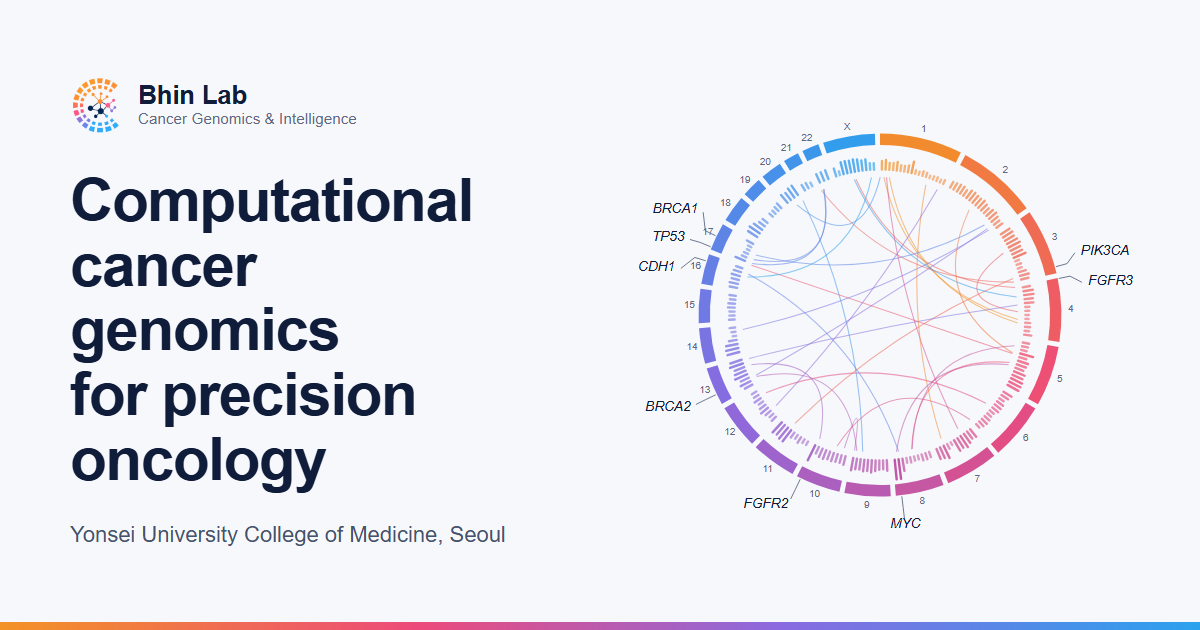 Bhin Lab
Cancer Genomics & Intelligence
Computational
cancer
genomics
for precision
oncology
Yonsei University College of Medicine, Seoul
X
1
2
3
4
5
6
7
8
9
10
11
12
13
14
15
16
17
18
19
20
21
22
BRCA1
TP53
CDH1
PIK3CA
FGFR3
BRCA2
FGFR2
MYC